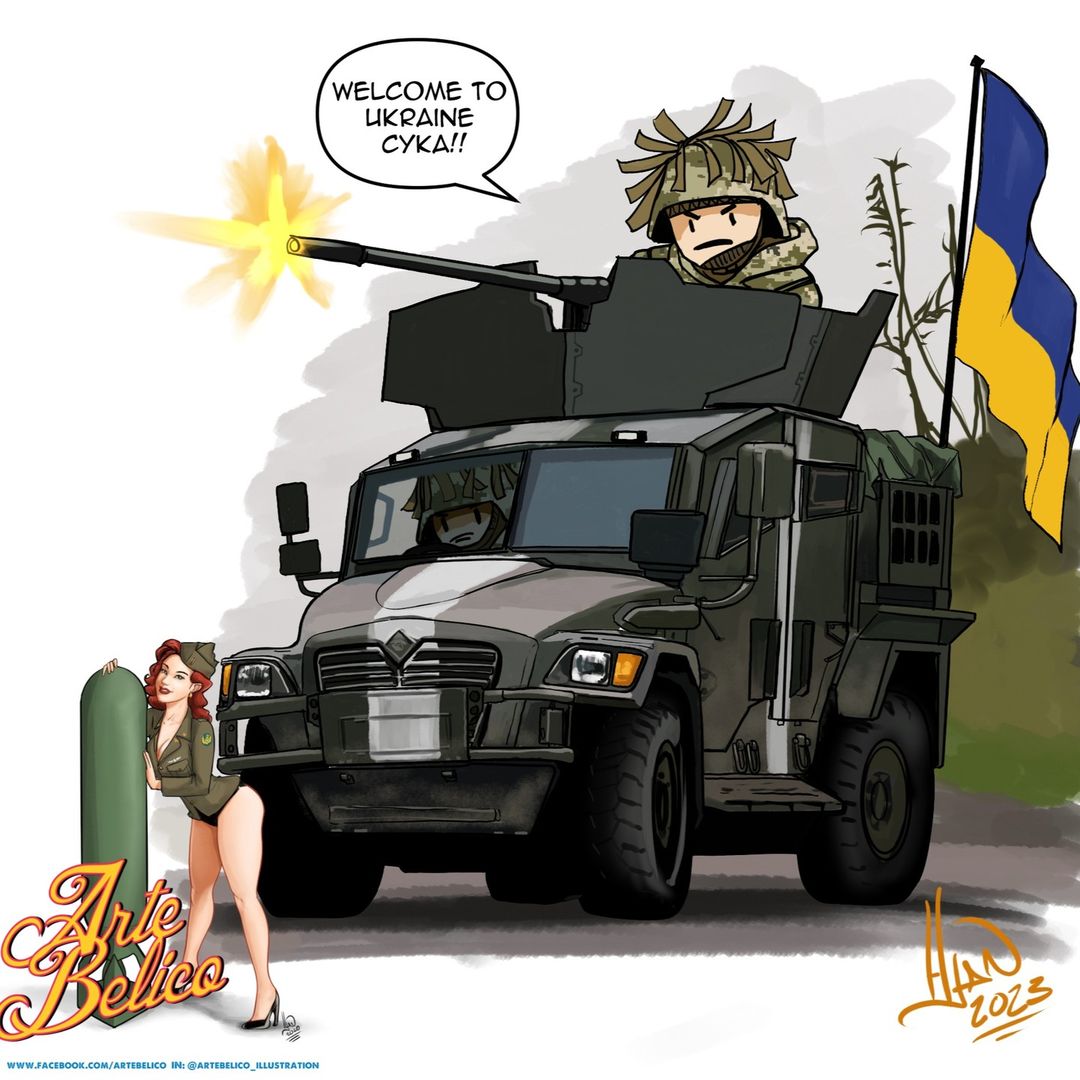 WELCOME TO
UKRAINE
CYKA!!
Arte
Belico
2023
WWW.FACEBOOK.COM/ARTEBELICO IN: @ARTEBELICO_ILLUSTRATION